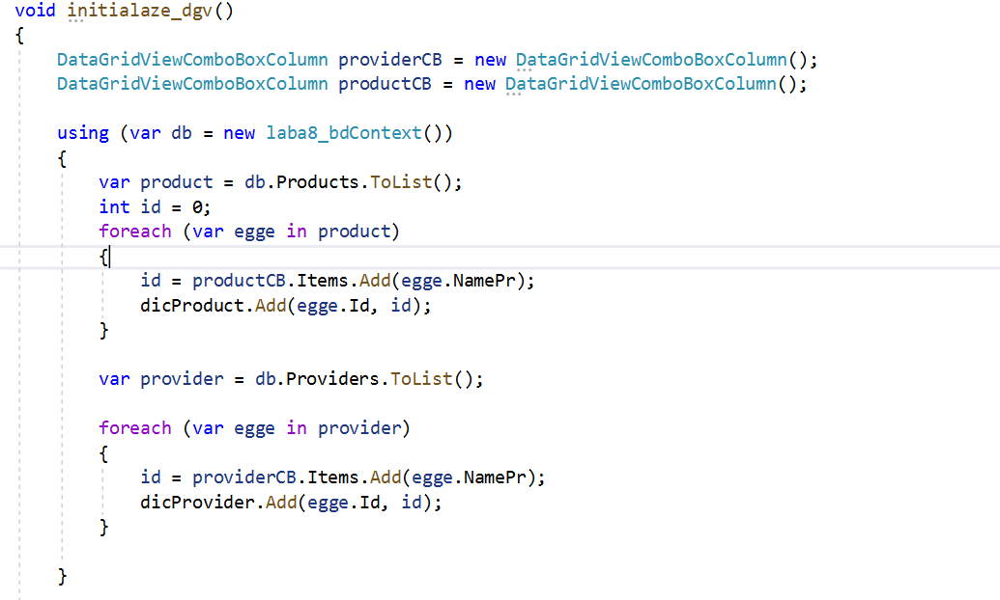 void initialaze_dgv()
{
DataGridViewComboBoxColumn providerCB = new DataGridViewComboBoxColumn();
DataGridViewComboBoxColumn productCB = new DataGridViewComboBoxColumn();
using (var db = new laba8_bdContext())
{
var product = db.Products.ToList();
int id = 0;
foreach (var egge in product)
{
id = productCB.Items.Add(egge.NamePr);
dicProduct.Add(egge.Id, id);
}
var provider = db.Providers.ToList();
foreach (var egge in provider)
{
id = providerCB.Items.Add(egge.NamePr);
dicProvider.Add(egge.Id, id);
}
}